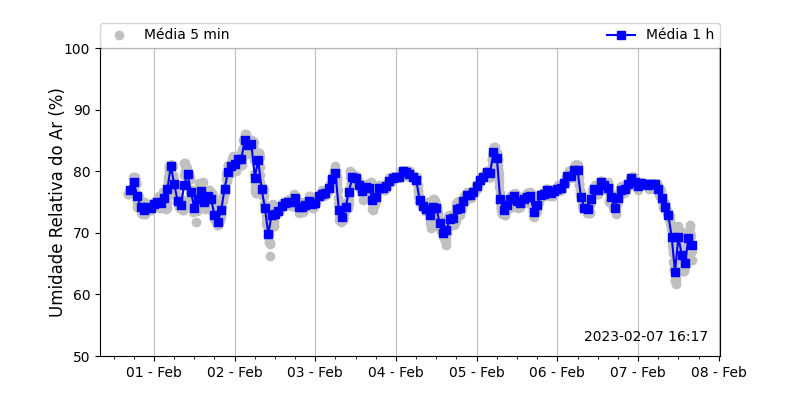 Média 5 min
Média 1 h
Umidade Relativa do Ar (%)
100
90
80
70
60
50
2023-02-07 16:17
01 - Feb
02 - Feb
03 - Feb
04 - Feb
05 - Feb
06 - Feb
07 - Feb
08 - Feb